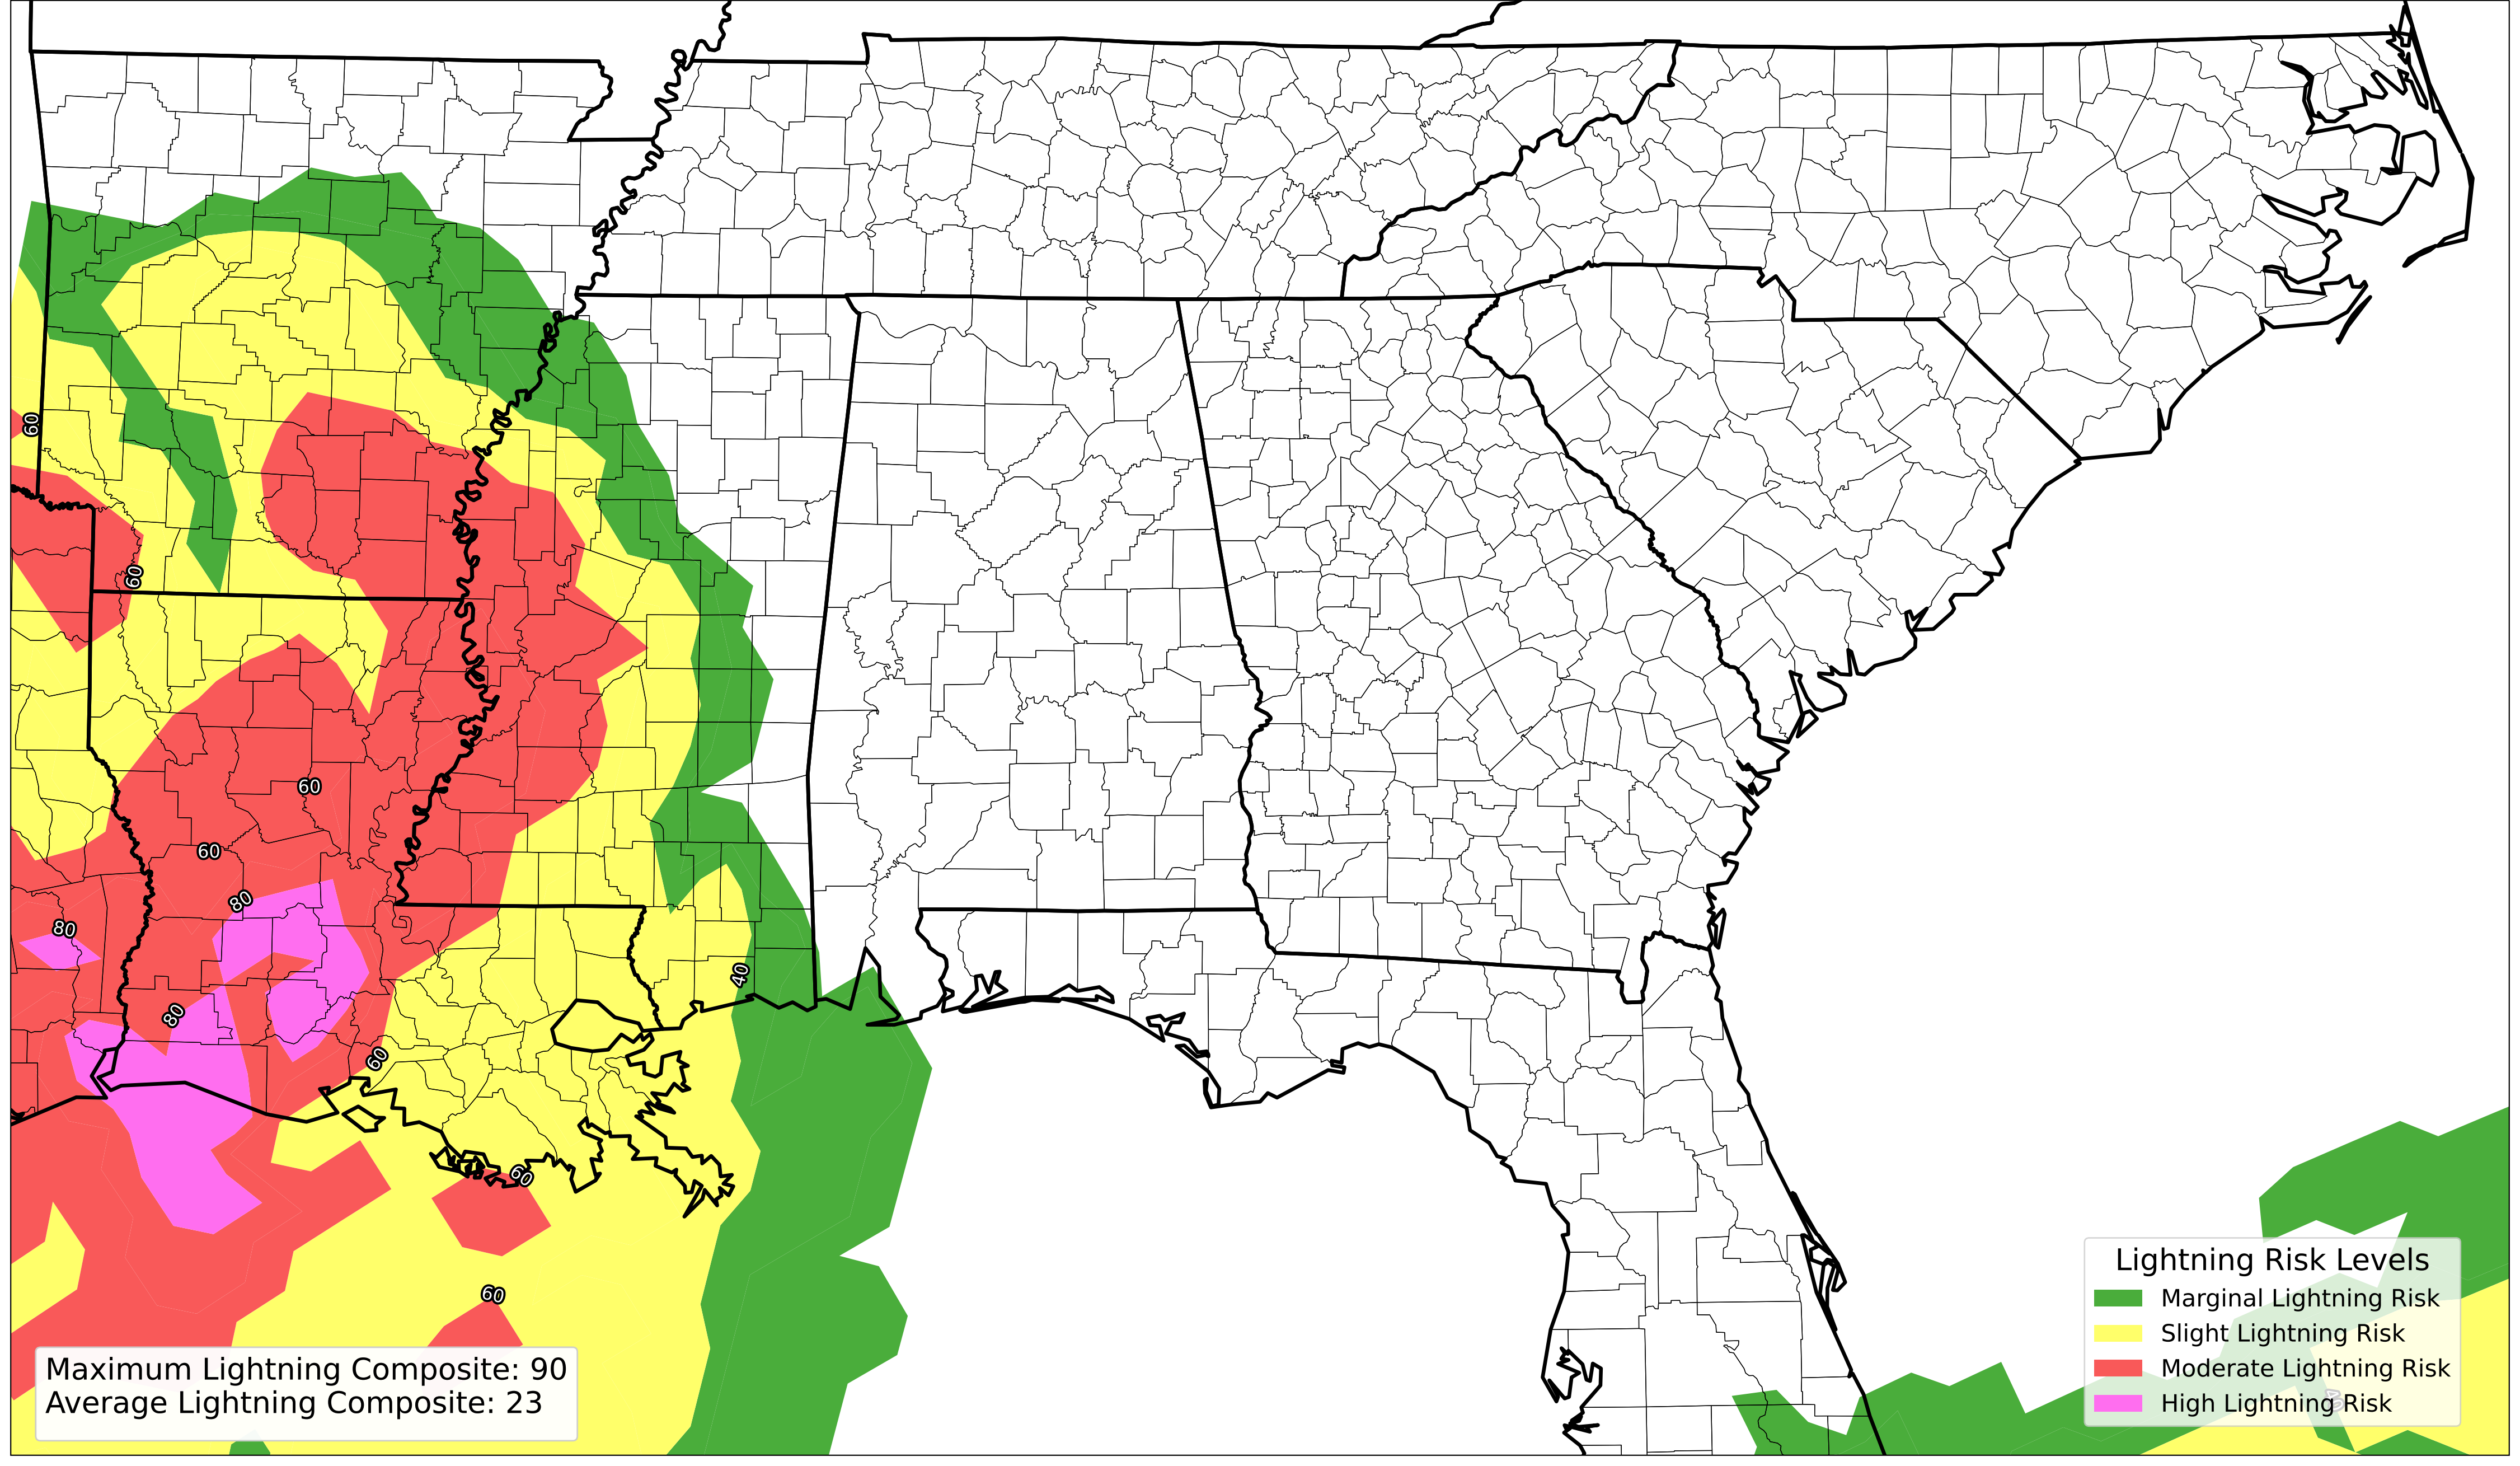 60
60
60
60
80
80
80
40
60
60
60
Lightning Risk Levels
Marginal Lightning Risk
Slight Lightning Risk
Moderate Lightning Risk
High Lightning Risk
Maximum Lightning Composite: 90
Average Lightning Composite: 23